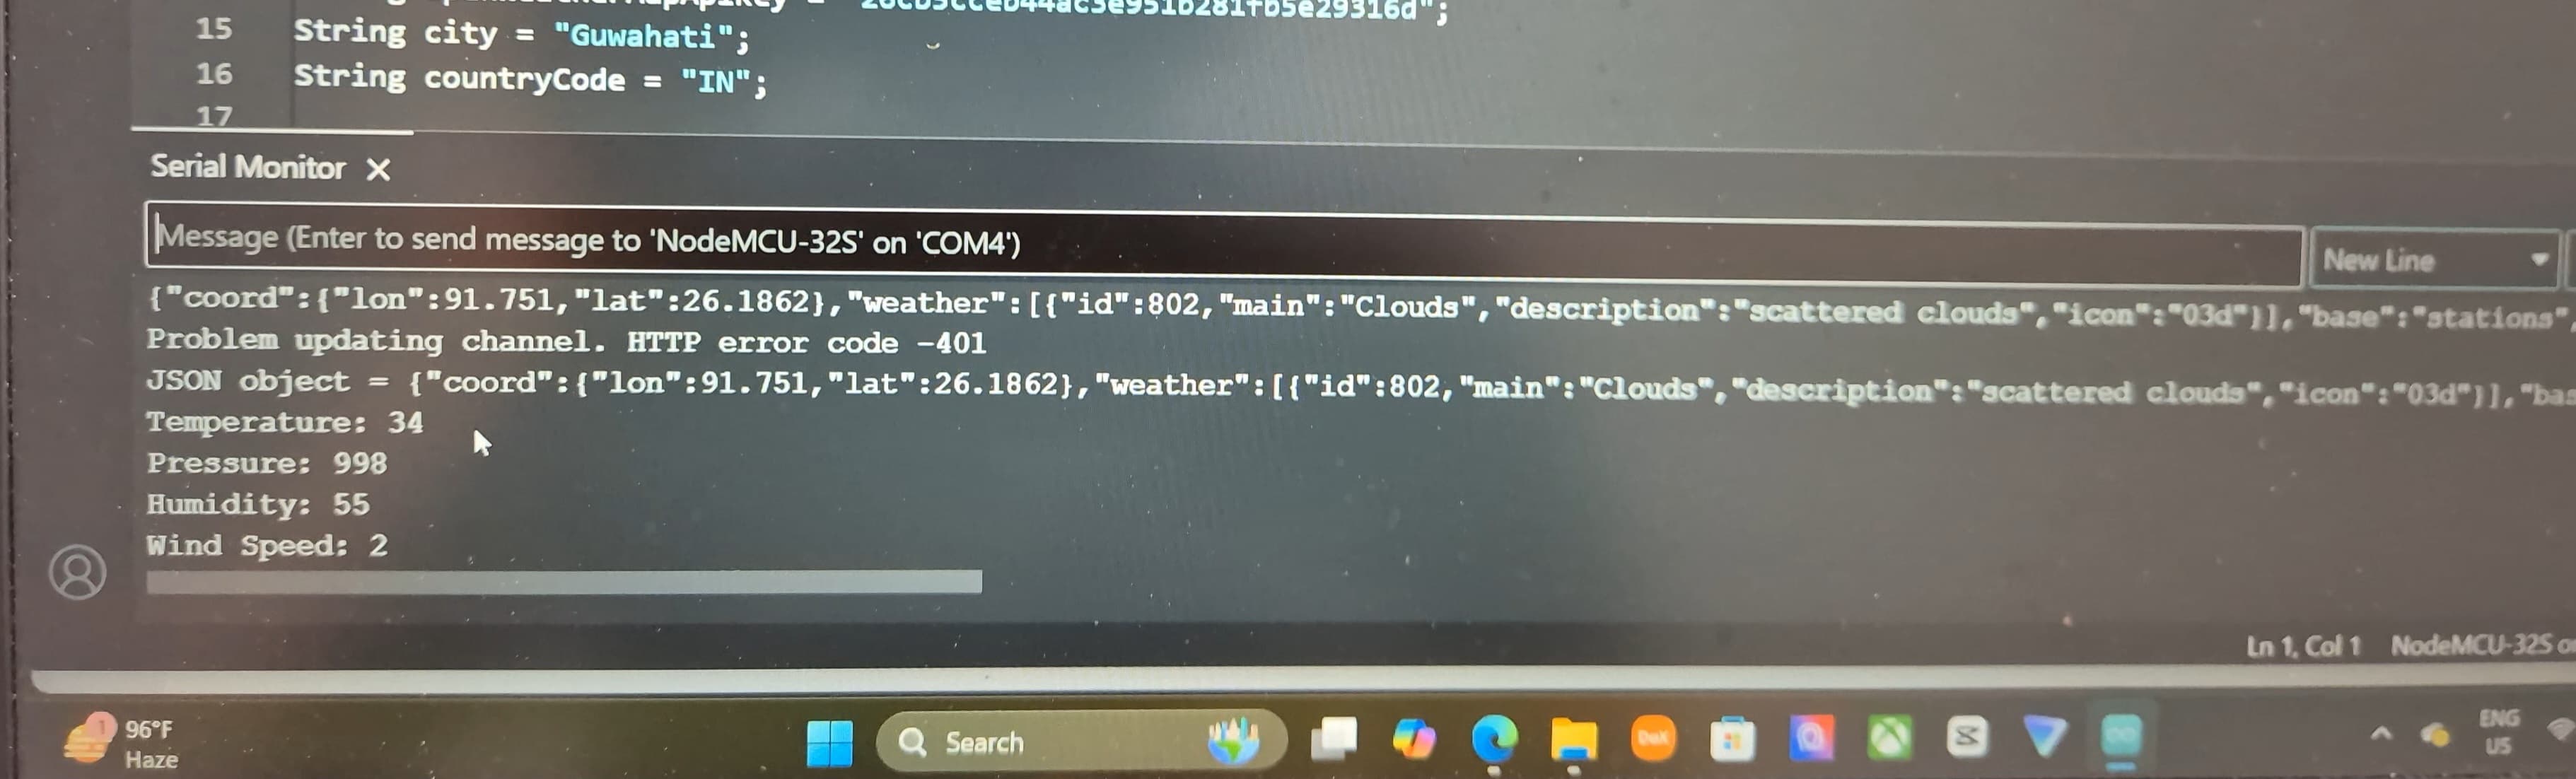 15 String city = "Guwahati";
16 String countryCode = "IN";
17
Serial Monitor X
Message (Enter to send message to 'NodeMCU-32S' on 'COM4')
New Line
{"coord":{"lon":91.751,"lat":26.1862},"weather":[{"id":802,"main":"Clouds","description":"scattered clouds","icon":"03d"}],"base":"stations",
Problem updating channel. HTTP error code -401
JSON object = {"coord":{"lon":91.751,"lat":26.1862},"weather":[{"id":802,"main":"Clouds","description":"scattered clouds","icon":"03d"}],"bas
Temperature: 34
Pressure: 998
Humidity: 55
Wind Speed: 2
Ln 1, Col 1 NodeMCU-32S on
1
96°F
Haze
Search
ENG
US